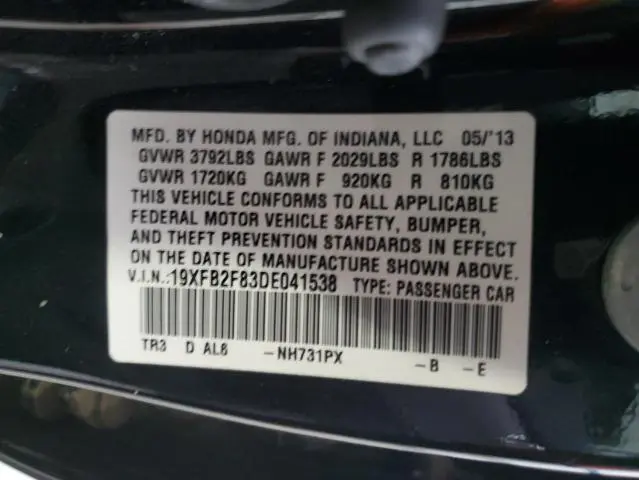 MFD. BY HONDA MFG. OF INDIANA, LLC 05/'13
GVWR 3792LBS GAWR F 2029LBS R 1786LBS
GVWR 1720KG GAWR F 920KG R 810KG
THIS VEHICLE CONFORMS TO ALL APPLICABLE
FEDERAL MOTOR VEHICLE SAFETY, BUMPER,
AND THEFT PREVENTION STANDARDS IN EFFECT
ON THE DATE OF MANUFACTURE SHOWN ABOVE.
V.I.N.:19XFB2F83DE041538 TYPE: PASSENGER CAR
TR3 D AL8 -NH731PX -B -E